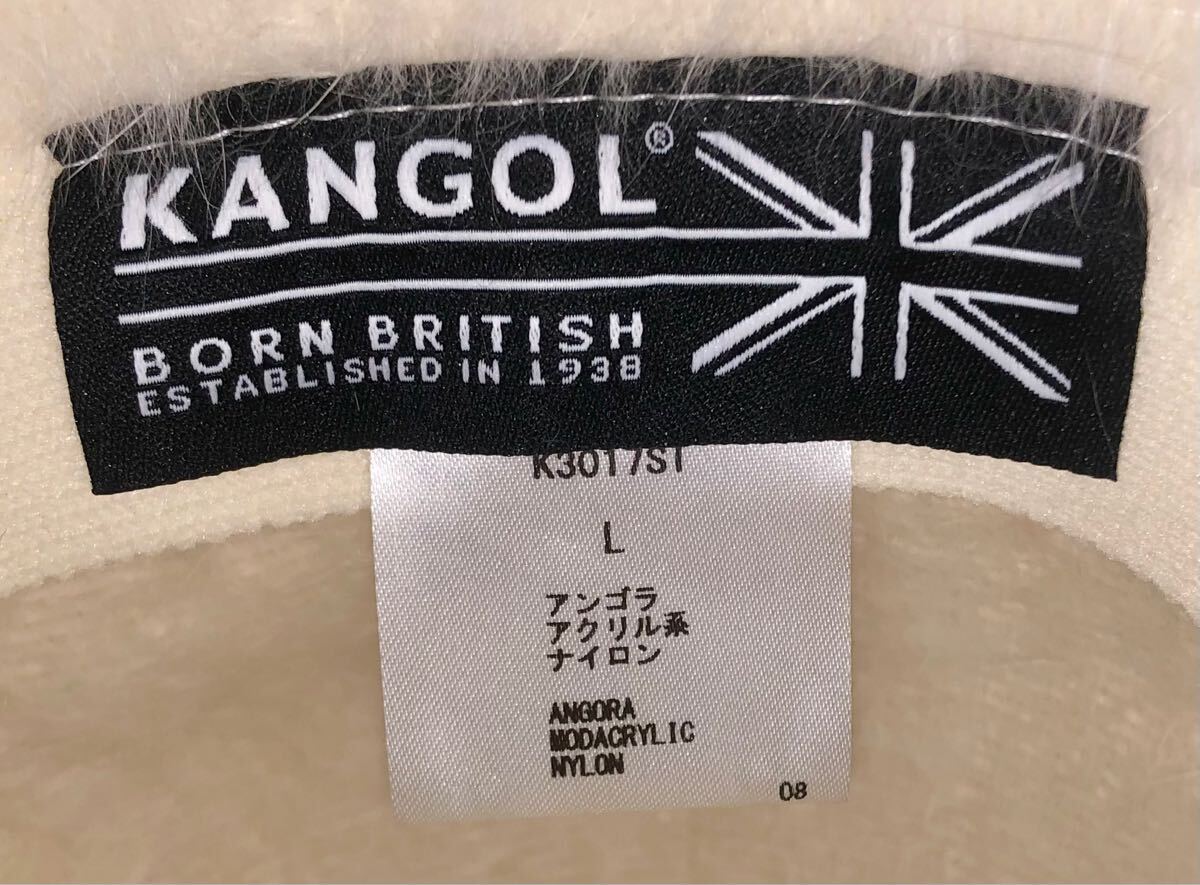 KANGOL®
BORN BRITISH
ESTABLISHED IN 1938
K3017ST
L
アンゴラ
アクリル系
ナイロン
ANGORA
MODACRYLIC
NYLON
08